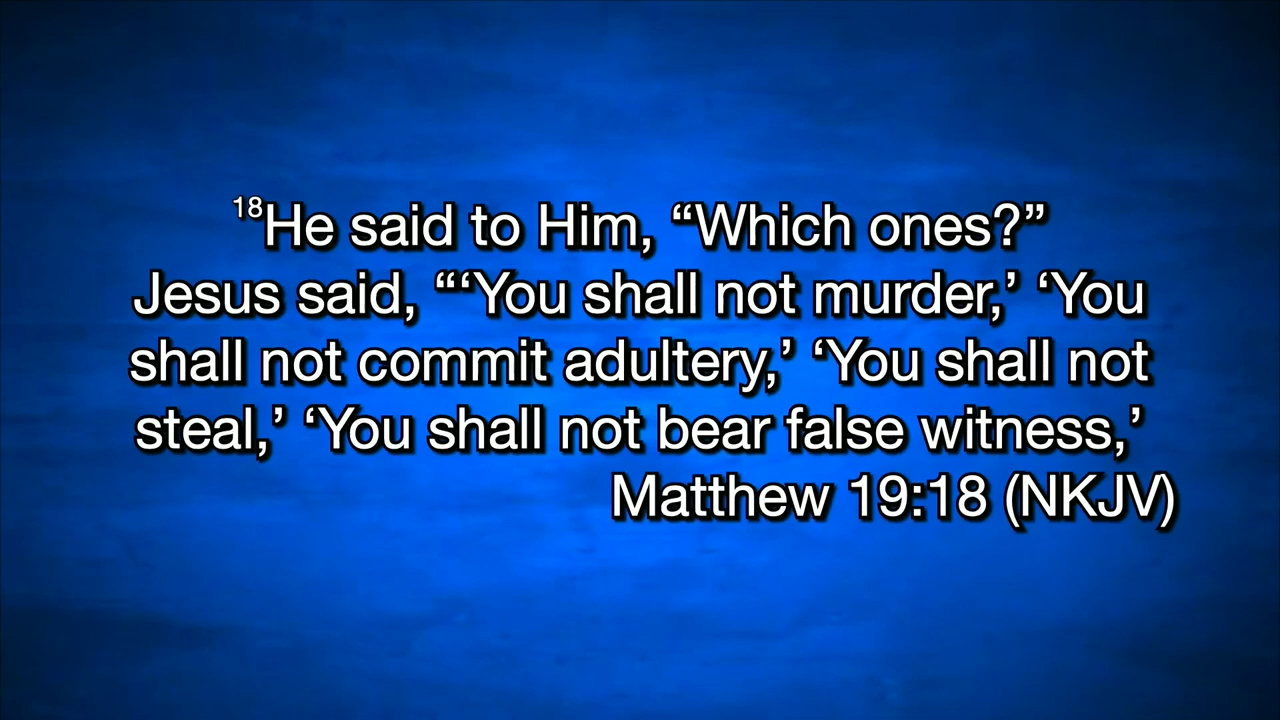 18He said to Him, “Which ones?”
Jesus said, “‘You shall not murder,’ ‘You
shall not commit adultery,’ ‘You shall not
steal,’ ‘You shall not bear false witness,’
Matthew 19:18 (NKJV)